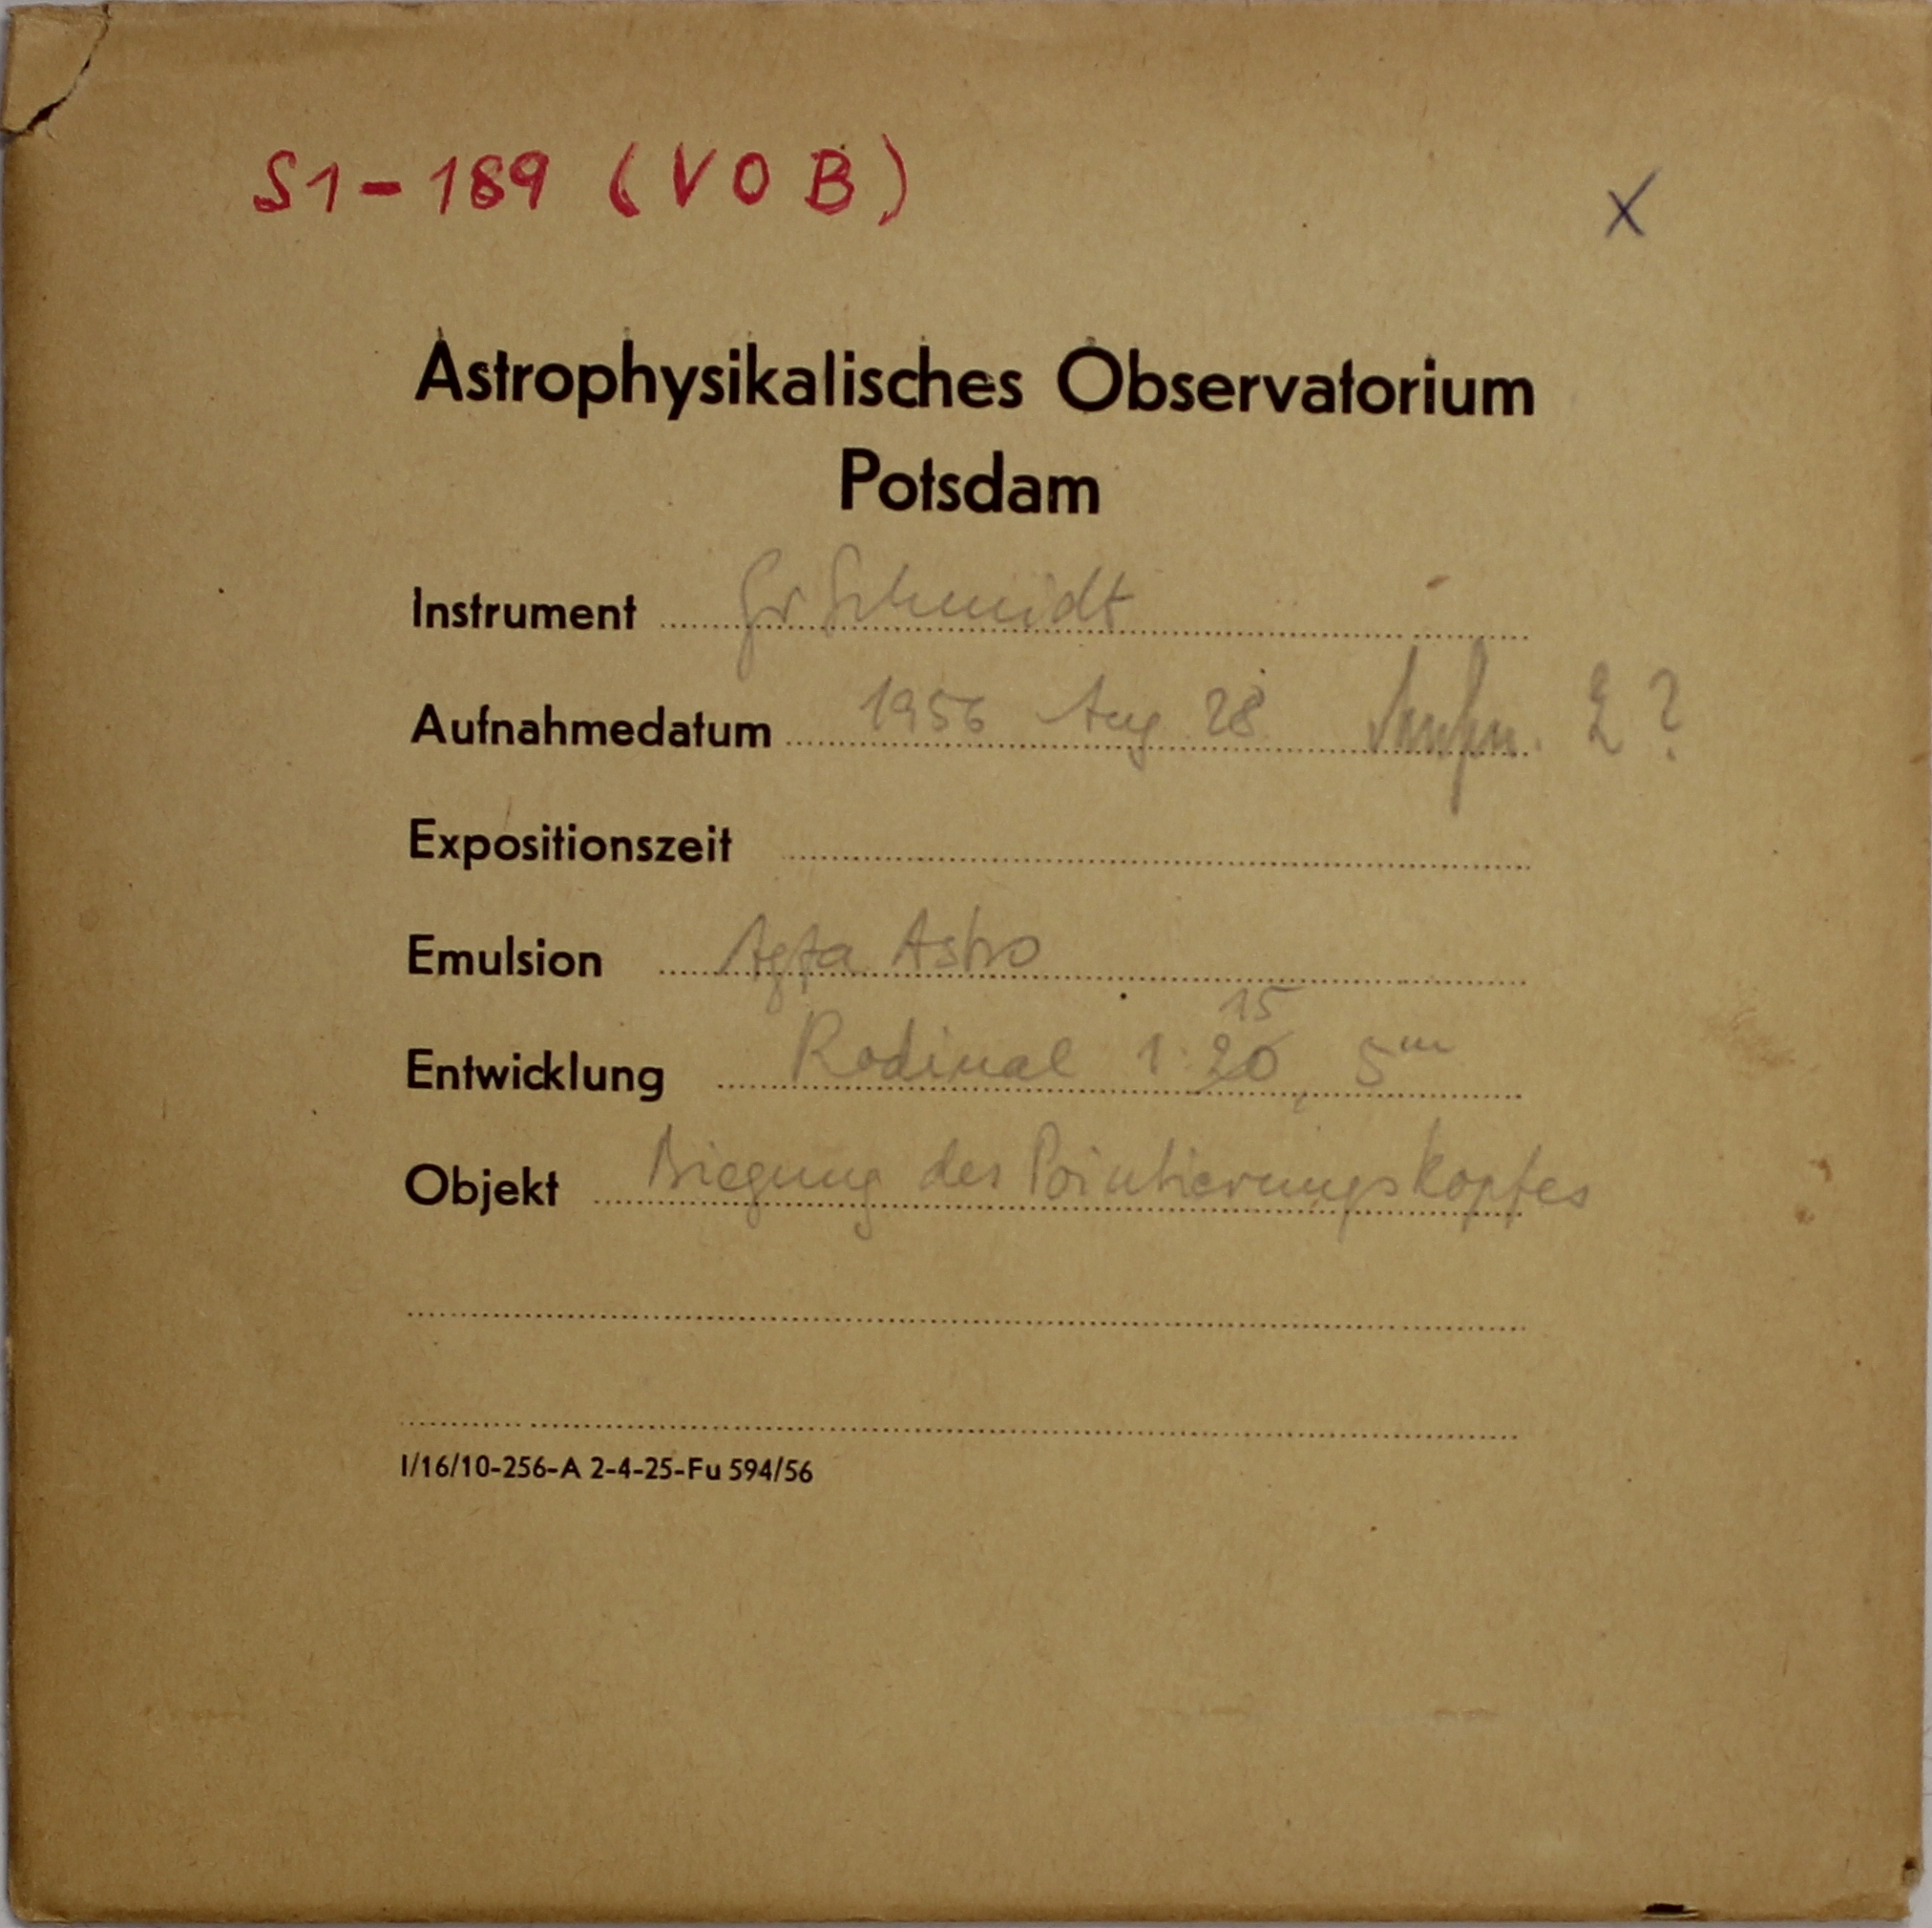 S1-189 (VOB)
X
Astrophysikalisches Observatorium
Potsdam
Instrument Gr Schmidt
Aufnahmedatum 1956 Aug 28 2?
Expositionszeit
Emulsion Agfa Astro
15
Entwicklung Rodinal 1:20, 5m
Objekt Biegung des Pointierungskopfes
I/16/10-256-A 2-4-25-Fu 594/56